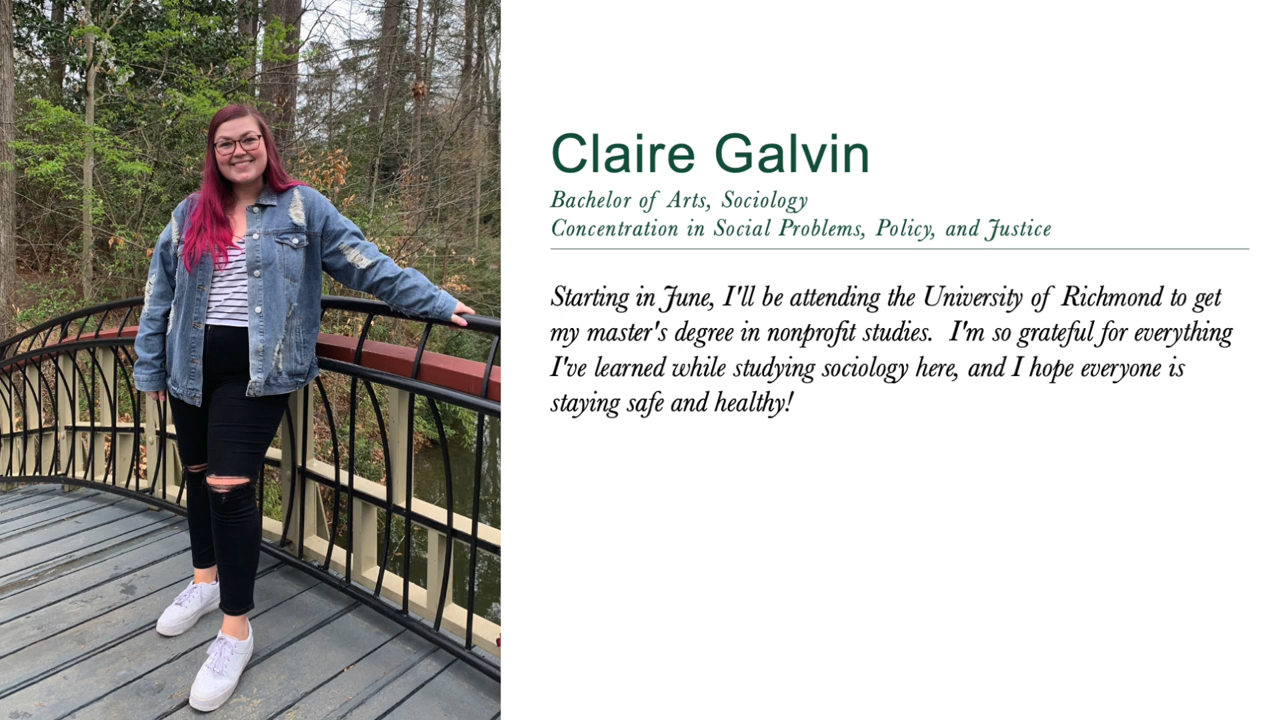 Claire Galvin
Bachelor of Arts, Sociology
Concentration in Social Problems, Policy, and Justice
Starting in June, I'll be attending the University of Richmond to get
my master's degree in nonprofit studies.  I'm so grateful for everything
I've learned while studying sociology here, and I hope everyone is
staying safe and healthy!